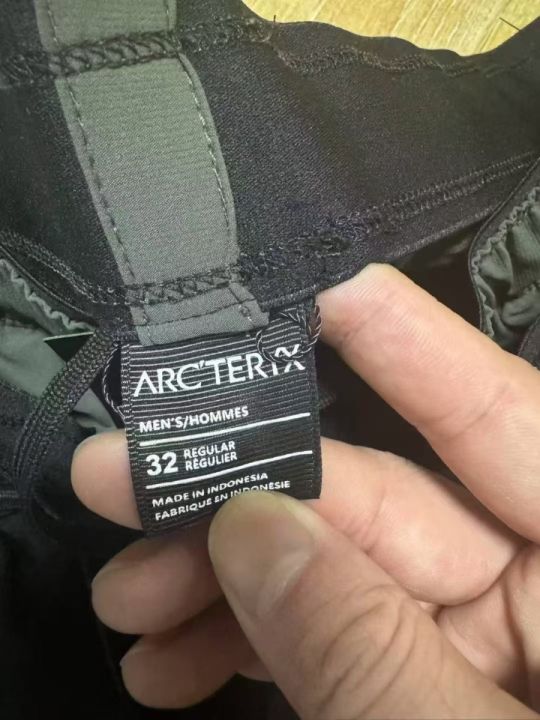 ARC'TERYX
MEN'S/HOMMES
32 REGULAR
RÉGULIER
MADE IN INDONESIA
FABRIQUÉ EN INDONÉSIE